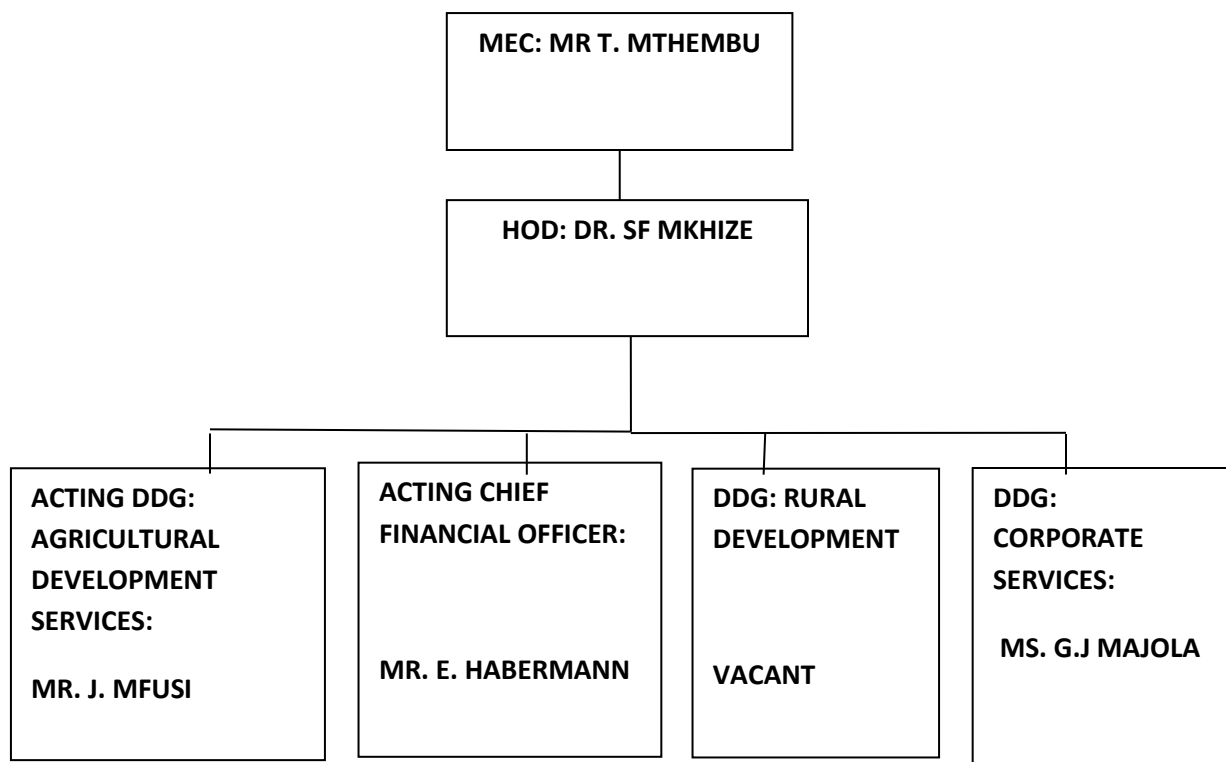 MEC: MR T. MTHEMBU
HOD: DR. SF MKHIZE
ACTING DDG:
AGRICULTURAL
DEVELOPMENT
SERVICES:
MR. J. MFUSI
ACTING CHIEF
FINANCIAL OFFICER:
MR. E. HABERMANN
DDG: RURAL
DEVELOPMENT
VACANT
DDG:
CORPORATE
SERVICES:
MS. G.J MAJOLA